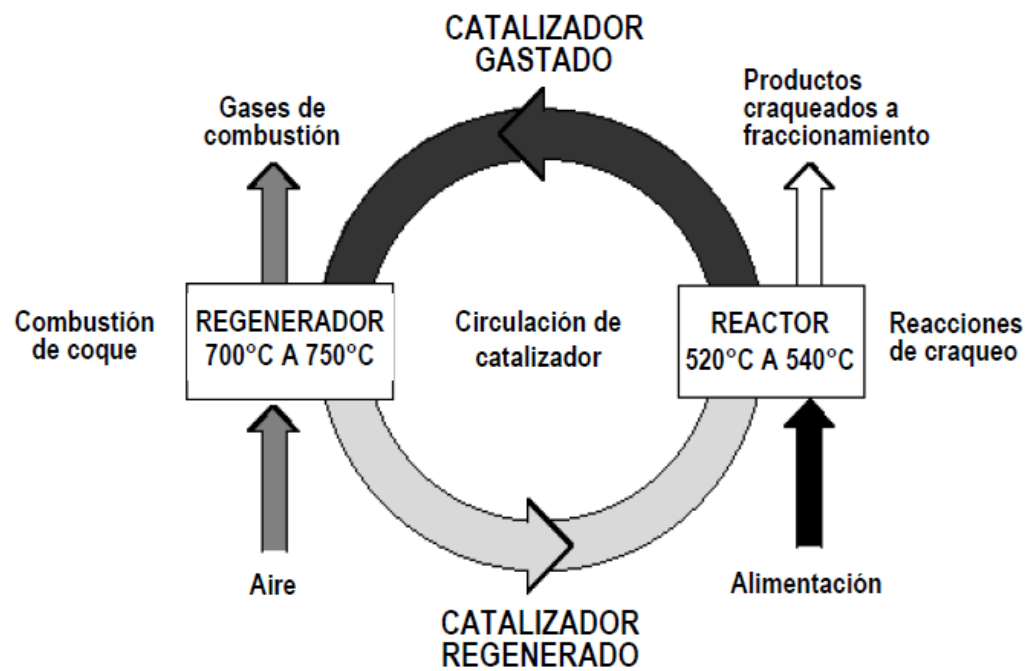 CATALIZADOR
GASTADO
Gases de
combustión
Productos
craqueados a
fraccionamiento
Combustión
de coque
REGENERADOR
700°C A 750°C
Circulación de
catalizador
REACTOR
520°C A 540°C
Reacciones
de craqueo
Aire
Alimentación
CATALIZADOR
REGENERADO